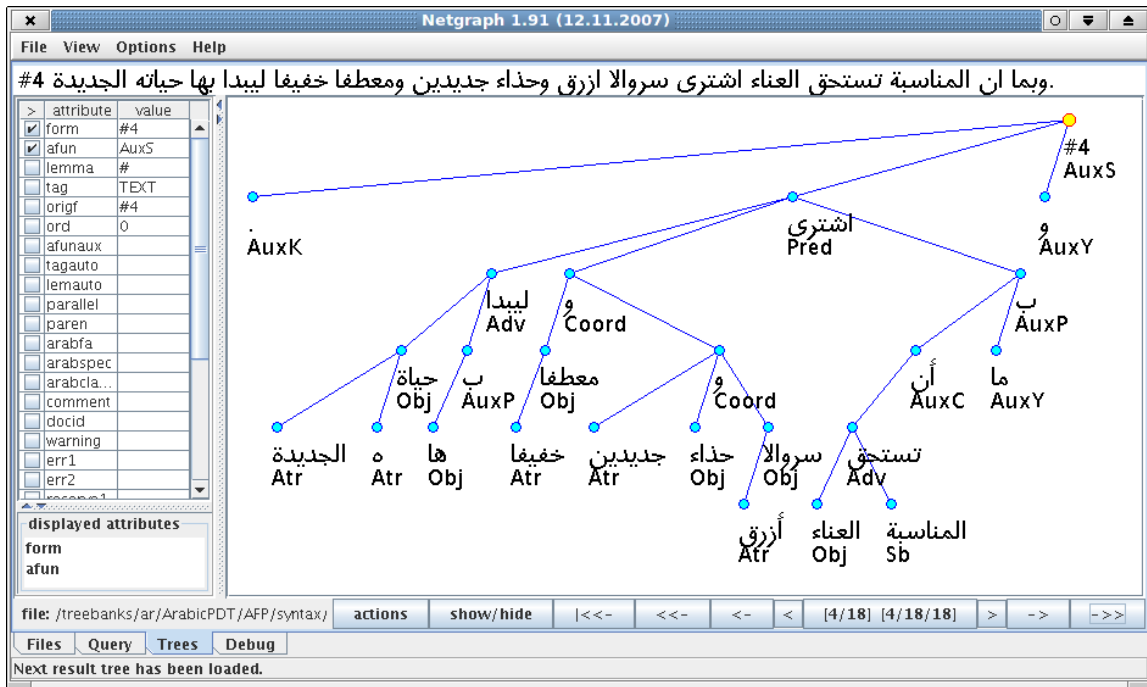 Netgraph 1.91 (12.11.2007)
File View Options Help
#4 وبما ان المناسبة تستحق العناء اشترى سروالا ازرق وحذاء جديدين ومعطفا خفيفا ليبدا بها حياته الجديدة.
> attribute value
form #4
afun AuxS
lemma #
tag TEXT
origf #4
ord 0
afunaux
tagauto
lemauto
parallel
paren
arabfa
arabspec
arabcla...
comment
docid
warning
err1
err2
displayed attributes
form
afun
#4
AuxS
. اشترى و
AuxK Pred AuxY
ليبدا و ب
Adv Coord AuxP
حياة ب معطفا و أن ما
Obj AuxP Obj Coord AuxC AuxY
الجديدة ه ها خفيفا جديدين حذاء سروالا تستحق
Atr Atr Obj Atr Atr Obj Obj Adv
أزرق العناء المناسبة
Atr Obj Sb
file: /treebanks/ar/ArabicPDT/AFP/syntax/ actions show/hide |<<- <<- <- < [4/18] [4/18/18] > -> ->>
Files Query Trees Debug
Next result tree has been loaded.